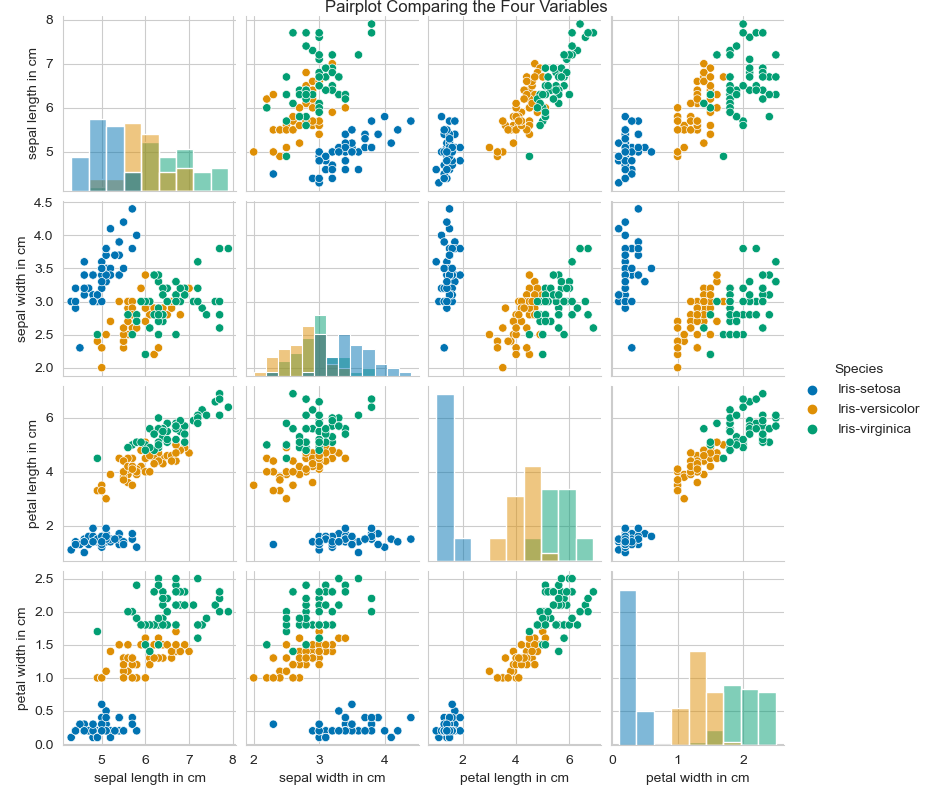 Pairplot Comparing the Four Variables
8
7
6
5
sepal length in cm
4.5
4.0
3.5
3.0
2.5
2.0
sepal width in cm
6
4
2
petal length in cm
2.5
2.0
1.5
1.0
0.5
0.0
petal width in cm
5 6 7 8
sepal length in cm
2 3 4
sepal width in cm
2 4 6
petal length in cm
0 1 2
petal width in cm
Species
Iris-setosa
Iris-versicolor
Iris-virginica